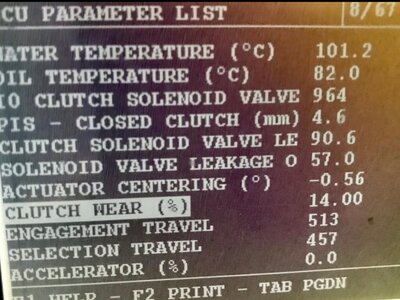 CU PARAMETER LIST 8/67
WATER TEMPERATURE (°C) 101.2
OIL TEMPERATURE (°C) 82.0
IO CLUTCH SOLENOID VALVE 964
PIS - CLOSED CLUTCH (mm) 4.6
CLUTCH SOLENOID VALVE LE 90.6
SOLENOID VALVE LEAKAGE O 57.0
ACTUATOR CENTERING (°) -0.56
CLUTCH WEAR (%) 14.00
ENGAGEMENT TRAVEL 513
SELECTION TRAVEL 457
ACCELERATOR (%) 0.0
F1 HELP - F2 PRINT - TAB PGDN